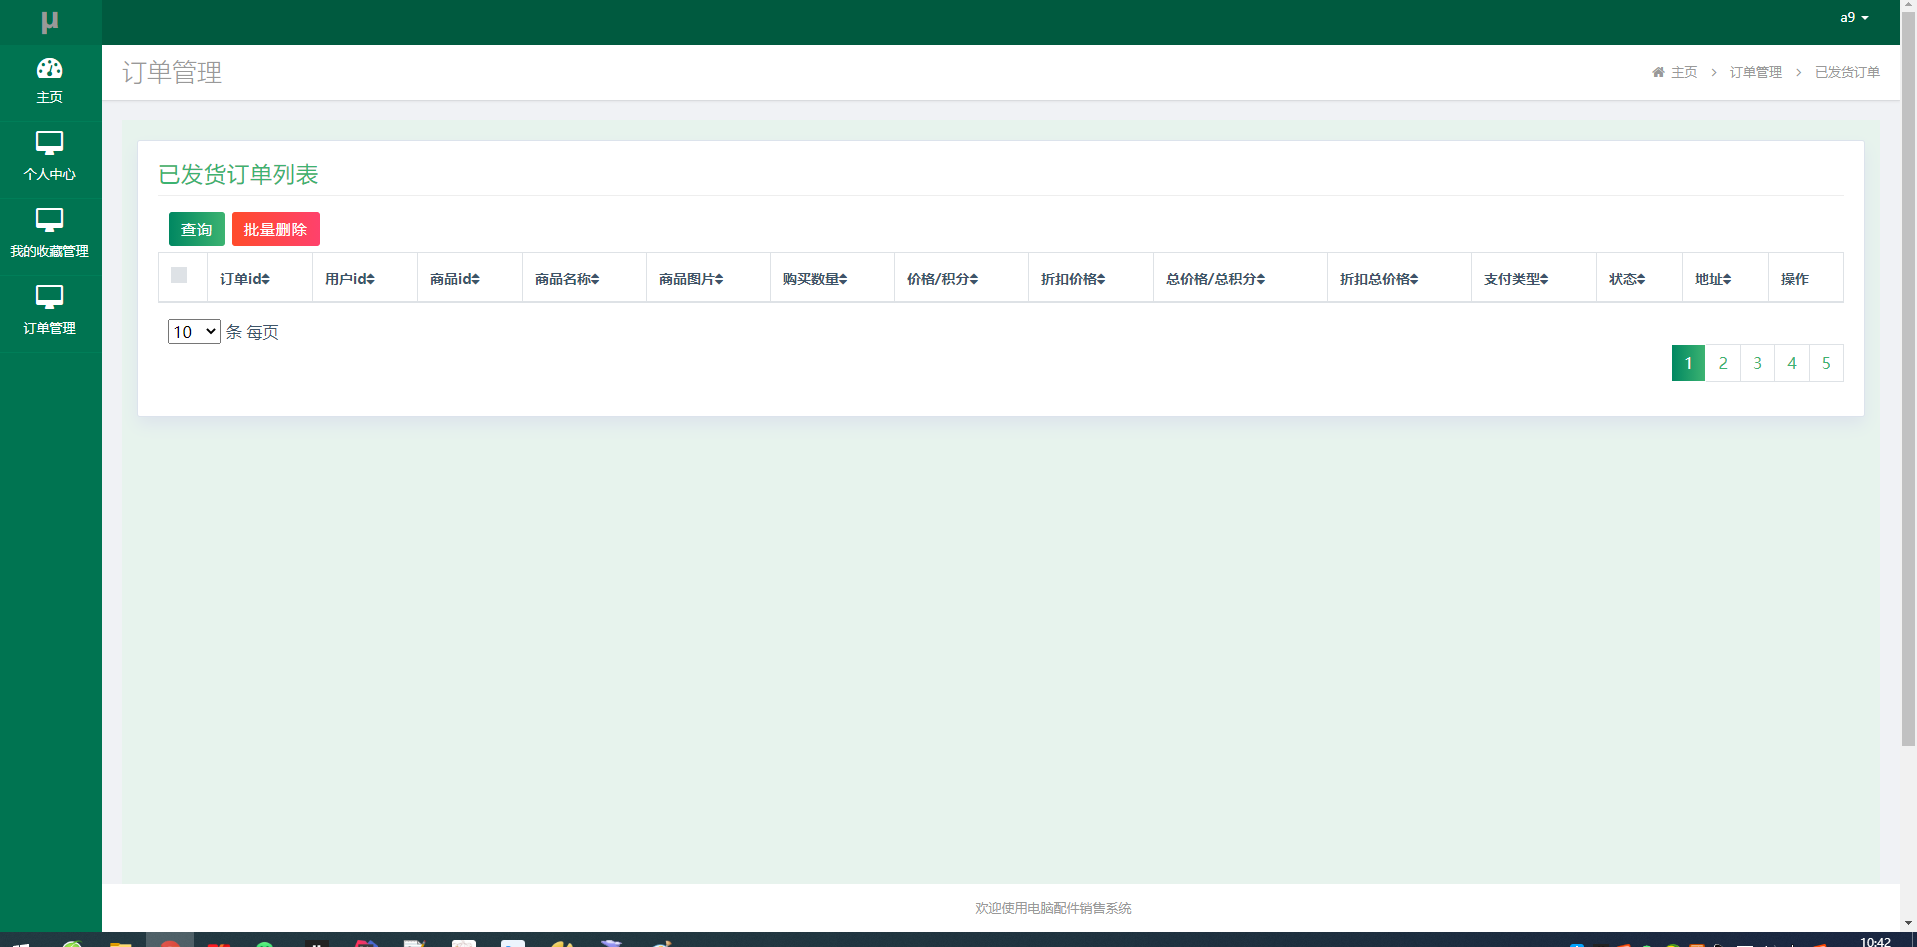 µ
a9
主页
个人中心
我的收藏管理
订单管理
订单管理
主页 > 订单管理 > 已发货订单
已发货订单列表
查询 批量删除
订单id 用户id 商品id 商品名称 商品图片 购买数量 价格/积分 折扣价格 总价格/总积分 折扣总价格 支付类型 状态 地址 操作
10 条 每页
1 2 3 4 5
欢迎使用电脑配件销售系统
10:42